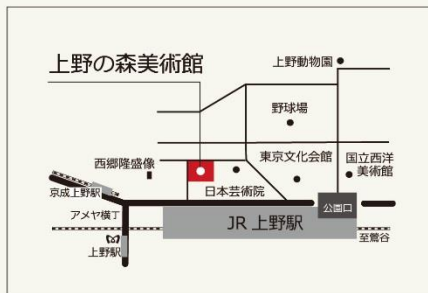 上野の森美術館
上野動物園
野球場
西郷隆盛像
東京文化会館
国立西洋
美術館
京成上野駅
日本芸術院
アメヤ横丁
公園口
JR 上野駅
上野駅
至鶯谷